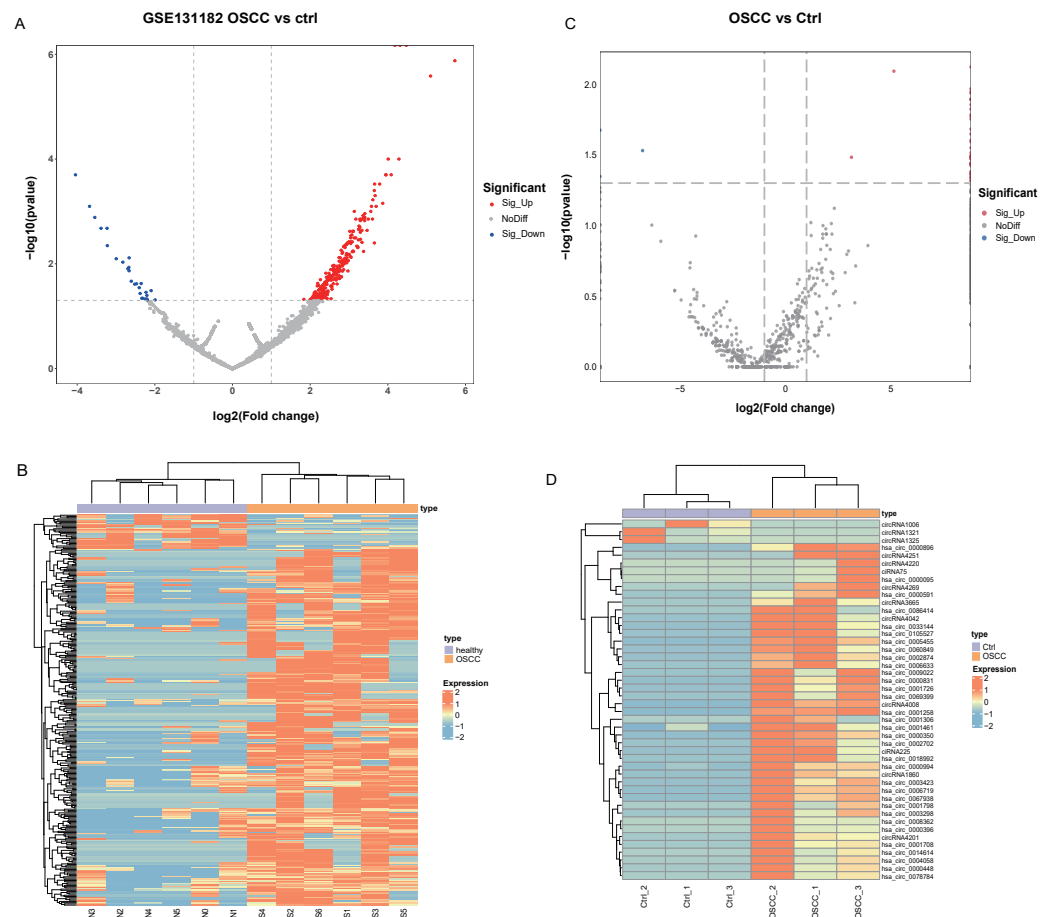 A
GSE131182 OSCC vs ctrl
6
4
2
0
−4
−2
0
2
4
6
−log10(pvalue)
log2(Fold change)
Significant
Sig_Up
NoDiff
Sig_Down
C
OSCC vs Ctrl
2.0
1.5
1.0
0.5
0.0
−5
0
5
−log10(pvalue)
log2(Fold change)
Significant
Sig_Up
NoDiff
Sig_Down
B
type
type
healthy
OSCC
Expression
2
1
0
−1
−2
N3
N2
N4
N5
N0
N1
S4
S2
S6
S1
S3
S5
D
type
circRNA1006
circRNA1321
circRNA1325
hsa_circ_0000896
circRNA4251
circRNA4220
ciRNA75
hsa_circ_0000095
circRNA4269
hsa_circ_0000591
circRNA3665
hsa_circ_0086414
circRNA4042
hsa_circ_0033144
hsa_circ_0105527
hsa_circ_0005455
hsa_circ_0060849
hsa_circ_0002874
hsa_circ_0006633
hsa_circ_0009022
hsa_circ_0000831
hsa_circ_0001726
hsa_circ_0069399
circRNA4008
hsa_circ_0001258
hsa_circ_0001306
hsa_circ_0001461
hsa_circ_0000350
hsa_circ_0002702
ciRNA225
hsa_circ_0018992
hsa_circ_0000994
circRNA1860
hsa_circ_0003423
hsa_circ_0006719
hsa_circ_0067938
hsa_circ_0001798
hsa_circ_0003298
hsa_circ_0008362
hsa_circ_0000396
circRNA4201
hsa_circ_0001708
hsa_circ_0014614
hsa_circ_0004058
hsa_circ_0000448
hsa_circ_0078784
Ctrl_2
Ctrl_1
Ctrl_3
OSCC_2
OSCC_1
OSCC_3
type
Ctrl
OSCC
Expression
2
1
0
−1
−2